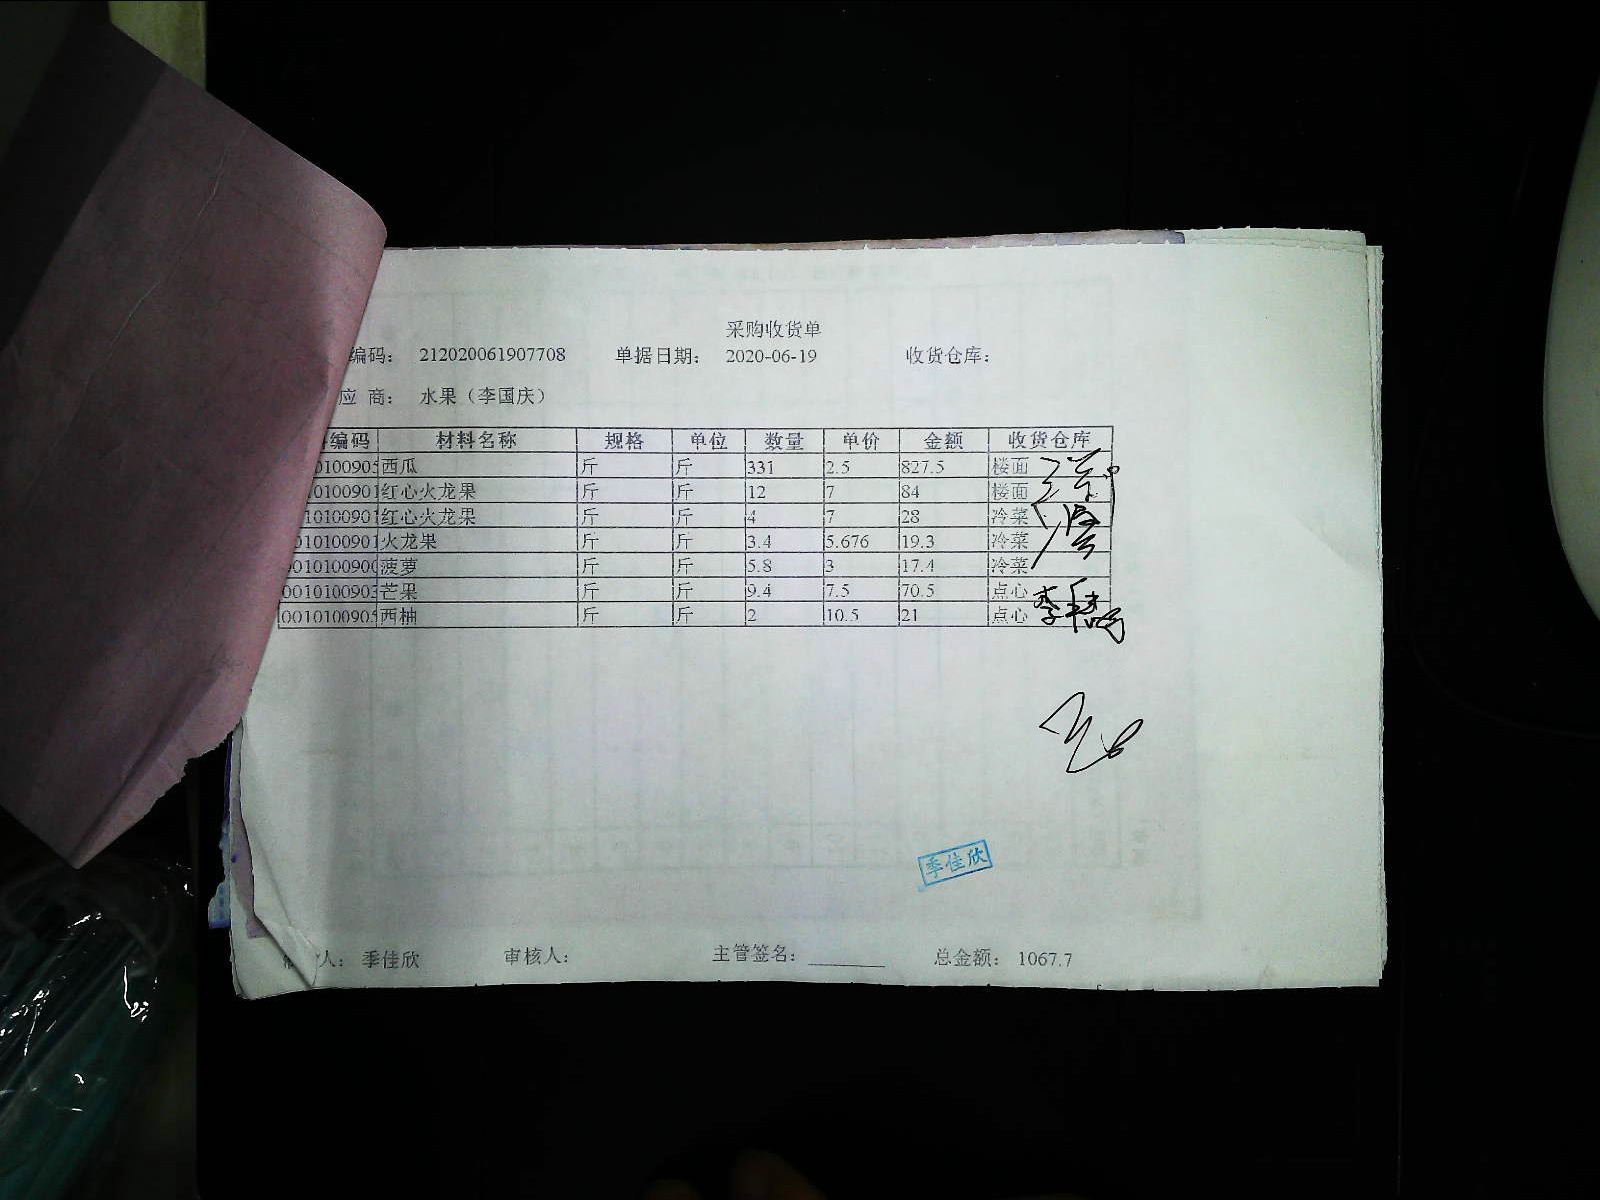 采购收货单
编码： 212020061907708 单据日期： 2020-06-19 收货仓库：
应 商： 水果（李国庆）
编码 材料名称 规格 单位 数量 单价 金额 收货仓库
0100905 西瓜 斤 斤 331 2.5 827.5 楼面
10100901 红心火龙果 斤 斤 12 7 84 楼面
10100901 红心火龙果 斤 斤 4 7 28 冷菜
010100901 火龙果 斤 斤 3.4 5.676 19.3 冷菜
010100900 菠萝 斤 斤 5.8 3 17.4 冷菜
0010100903 芒果 斤 斤 9.4 7.5 70.5 点心
0010100905 西柚 斤 斤 2 10.5 21 点心
季佳欣
人： 季佳欣 审核人： 主管签名： 总金额： 1067.7